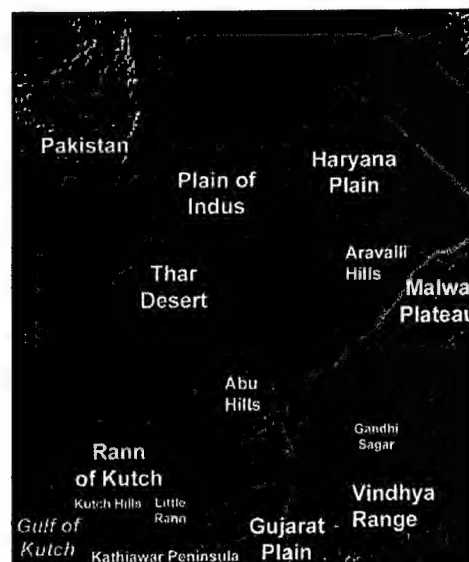 Pakistan
Haryana
Plain
Plain of
Indus
Aravalli
Hills
Thar
Desert
Malwa
Plateau
Abu
Hills
Gandhi
Sagar
Rann
of Kutch
Kutch Hills
Little
Rann
Vindhya
Range
Gulf of
Kutch
Gujarat
Plain
Kathiawar Peninsula